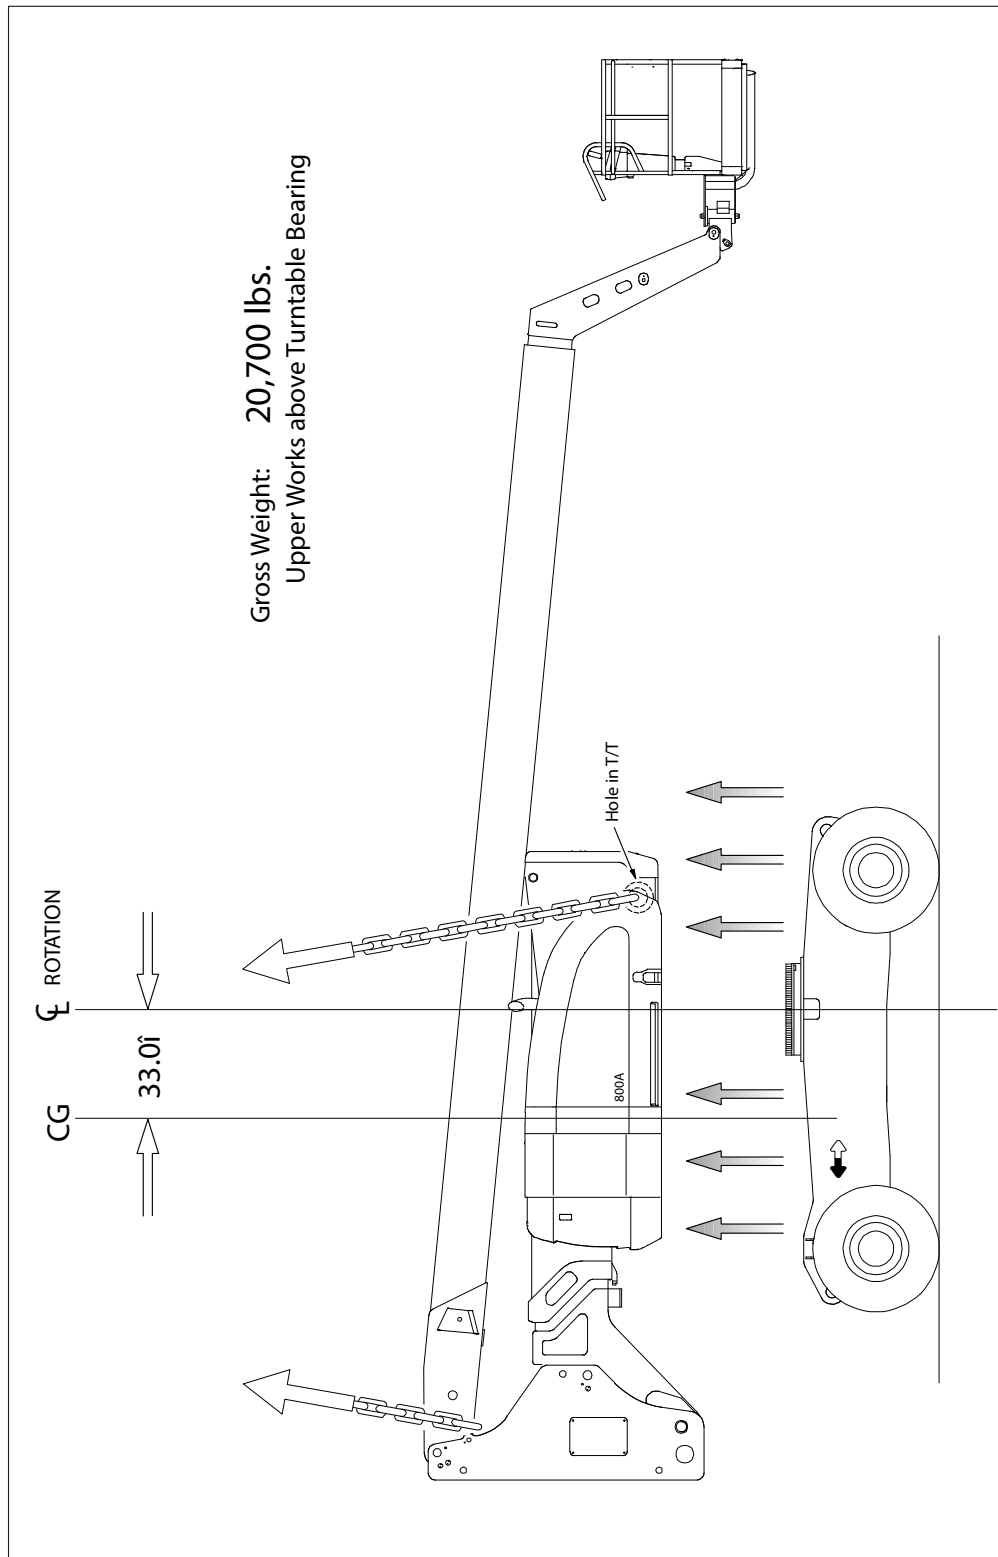 Gross Weight: 20,700 lbs.
Upper Works above Turntable Bearing
CG
℄ ROTATION
33.0î
Hole in T/T
800A